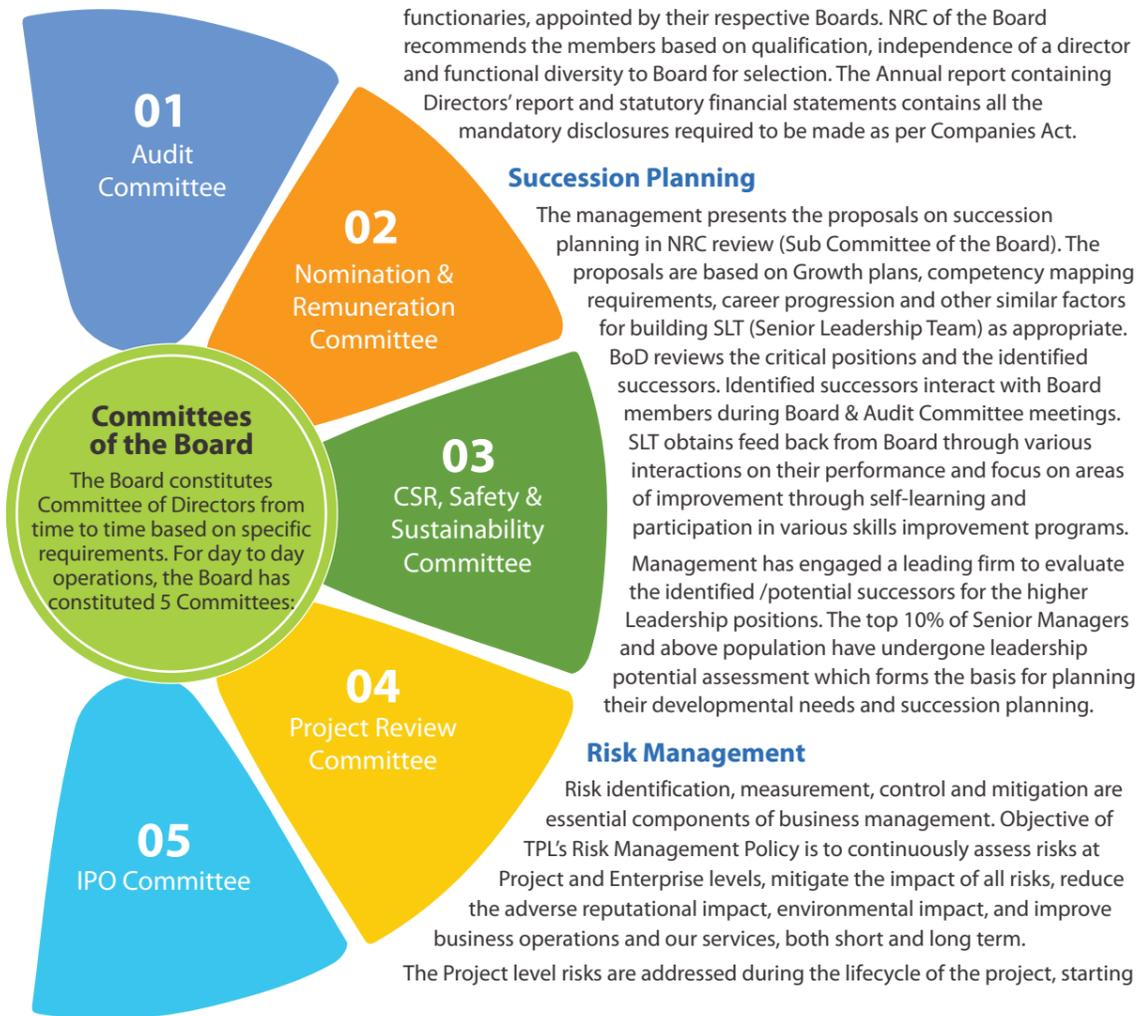 functionaries, appointed by their respective Boards. NRC of the Board
recommends the members based on qualification, independence of a director
and functional diversity to Board for selection. The Annual report containing
Directors' report and statutory financial statements contains all the
mandatory disclosures required to be made as per Companies Act.
01
Audit
Committee
02
Nomination &
Remuneration
Committee
Committees
of the Board
The Board constitutes
Committee of Directors from
time to time based on specific
requirements. For day to day
operations, the Board has
constituted 5 Committees:
03
CSR, Safety &
Sustainability
Committee
04
Project Review
Committee
05
IPO Committee
Succession Planning
The management presents the proposals on succession
planning in NRC review (Sub Committee of the Board). The
proposals are based on Growth plans, competency mapping
requirements, career progression and other similar factors
for building SLT (Senior Leadership Team) as appropriate.
BoD reviews the critical positions and the identified
successors. Identified successors interact with Board
members during Board & Audit Committee meetings.
SLT obtains feed back from Board through various
interactions on their performance and focus on areas
of improvement through self-learning and
participation in various skills improvement programs.
Management has engaged a leading firm to evaluate
the identified /potential successors for the higher
Leadership positions. The top 10% of Senior Managers
and above population have undergone leadership
potential assessment which forms the basis for planning
their developmental needs and succession planning.
Risk Management
Risk identification, measurement, control and mitigation are
essential components of business management. Objective of
TPL's Risk Management Policy is to continuously assess risks at
Project and Enterprise levels, mitigate the impact of all risks, reduce
the adverse reputational impact, environmental impact, and improve
business operations and our services, both short and long term.
The Project level risks are addressed during the lifecycle of the project, starting